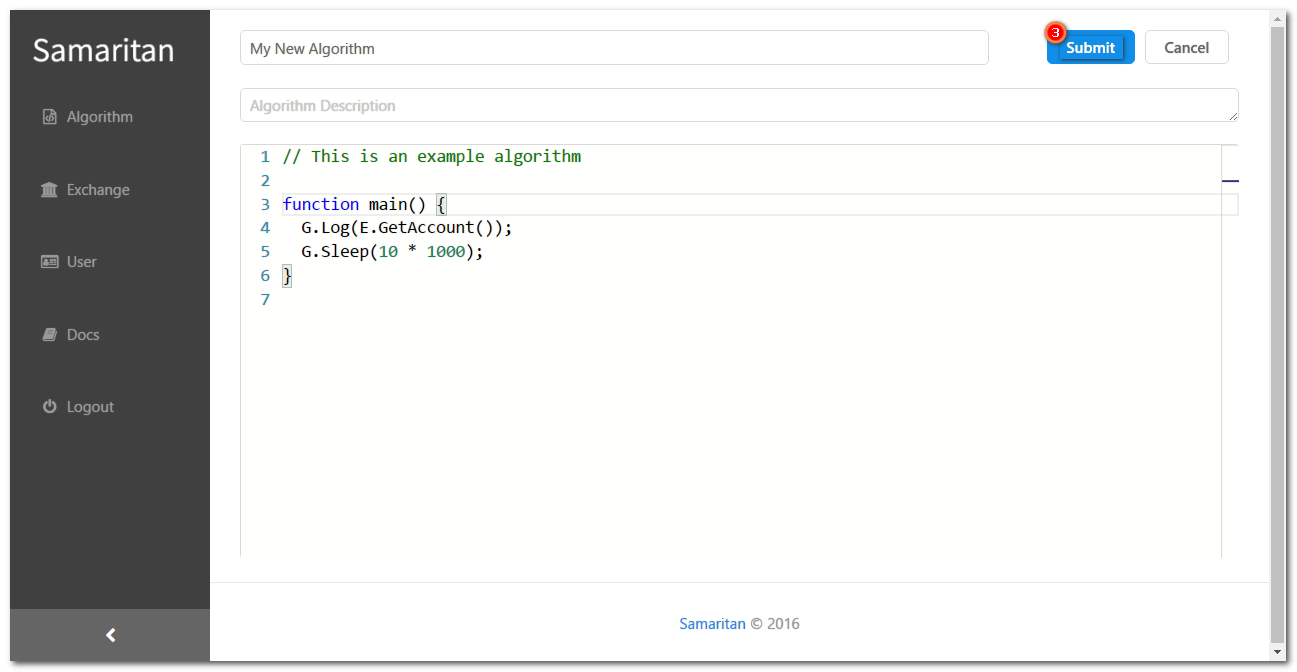 Samaritan
Algorithm
Exchange
User
Docs
Logout
My New Algorithm
3
Submit
Cancel
Algorithm Description
1 // This is an example algorithm
2
3 function main() {
4   G.Log(E.GetAccount());
5   G.Sleep(10 * 1000);
6 }
7
Samaritan © 2016